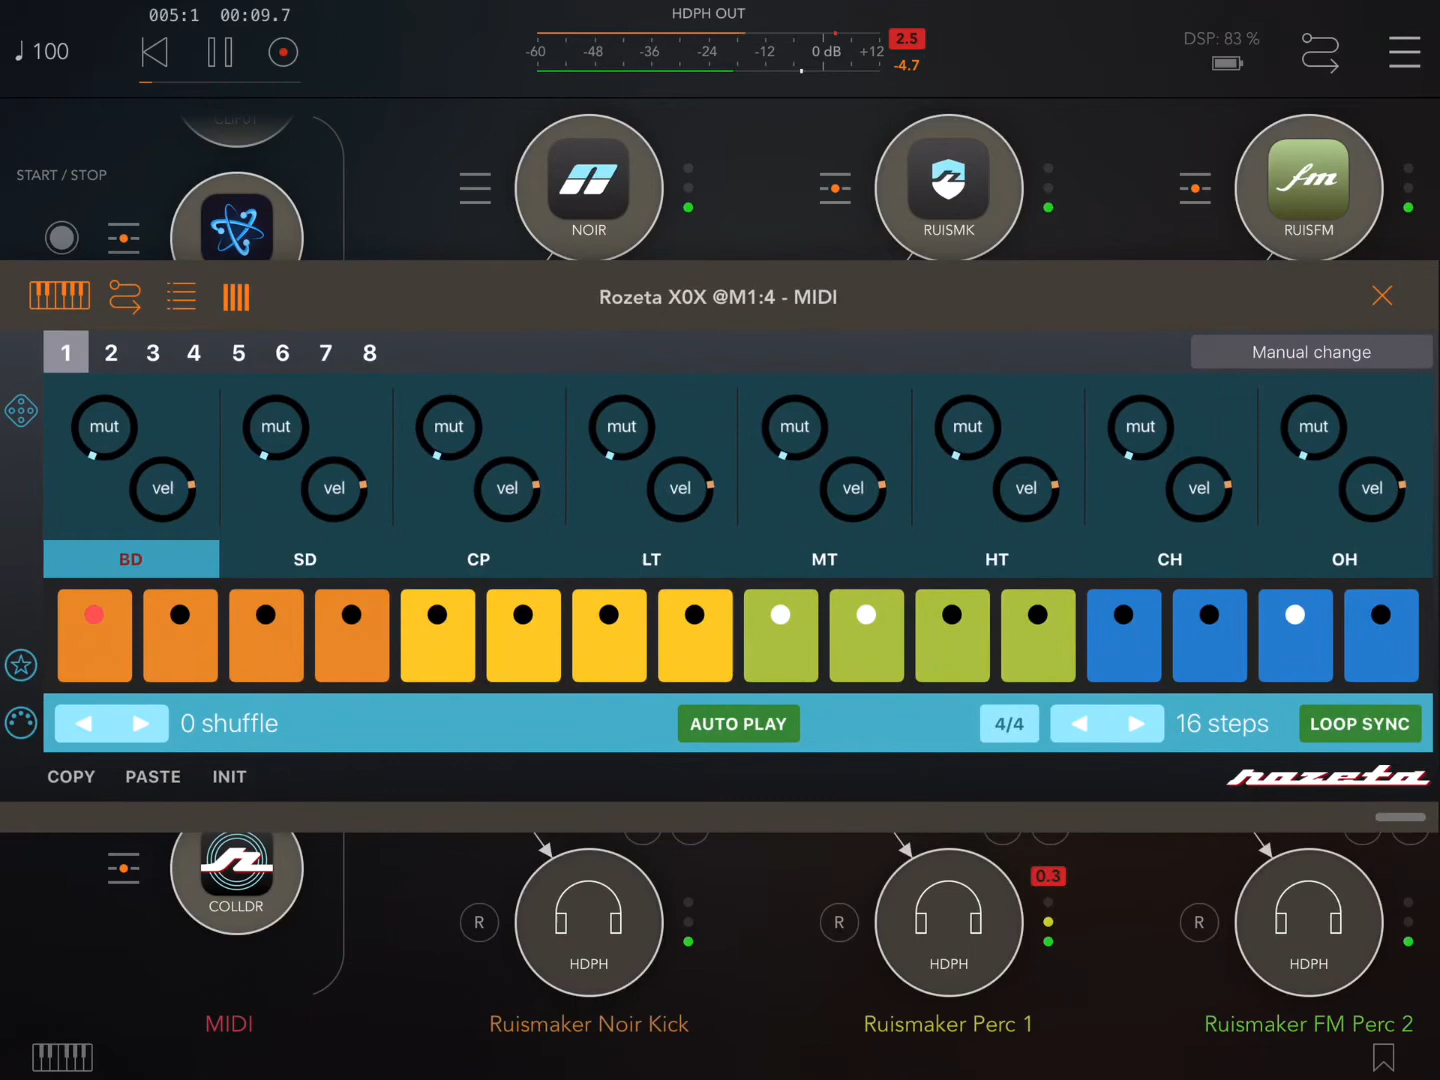 005:1 00:09.7
HDPH OUT
100
-60 -48 -36 -24 -12 0 dB +12
2.5
-4.7
DSP: 83 %
START / STOP
NOIR
RUISMK
fm
RUISFM
Rozeta X0X @M1:4 - MIDI
1 2 3 4 5 6 7 8
Manual change
mut mut mut mut mut mut mut mut
vel vel vel vel vel vel vel vel
BD SD CP LT MT HT CH OH
0 shuffle
AUTO PLAY
4/4
16 steps
LOOP SYNC
COPY PASTE INIT
rozeta
COLLDR
R
HDPH
R
HDPH
0.3
R
HDPH
MIDI
Ruismaker Noir Kick
Ruismaker Perc 1
Ruismaker FM Perc 2